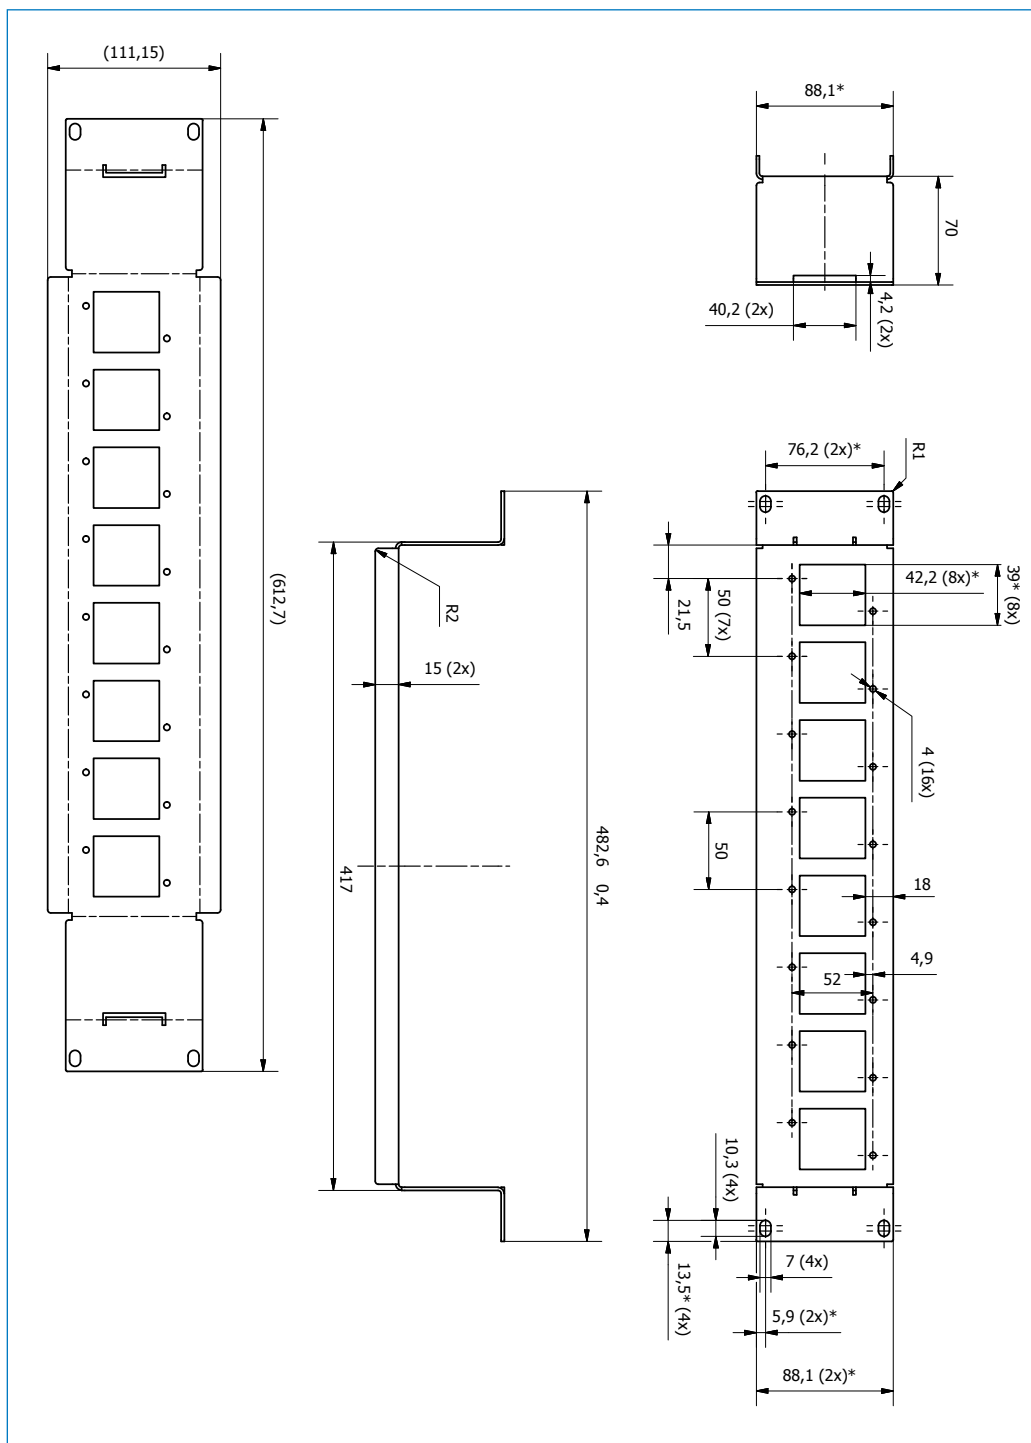 (111,15)
88,1*
70
40,2 (2x)
4,2 (2x)
76,2 (2x)*
R1
42,2 (8x)*
39* (8x)
21,5
50 (7x)
(612,7)
R2
15 (2x)
4 (16x)
482,6 0,4
417
50
18
4,9
52
10,3 (4x)
7 (4x)
13,5* (4x)
5,9 (2x)*
88,1 (2x)*